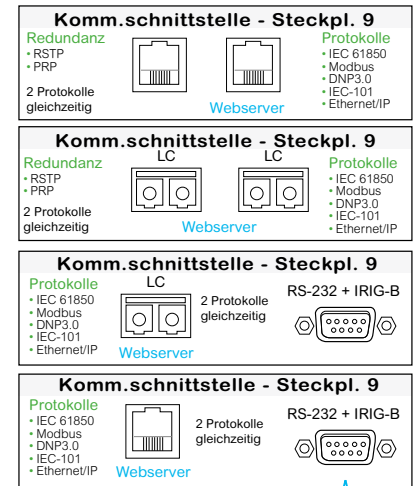 Komm.schnittstelle - Steckpl. 9
Redundanz
• RSTP
• PRP
2 Protokolle
gleichzeitig
Webserver
Protokolle
• IEC 61850
• Modbus
• DNP3.0
• IEC-101
• Ethernet/IP
Komm.schnittstelle - Steckpl. 9
Redundanz
• RSTP
• PRP
2 Protokolle
gleichzeitig
LC
LC
Webserver
Protokolle
• IEC 61850
• Modbus
• DNP3.0
• IEC-101
• Ethernet/IP
Komm.schnittstelle - Steckpl. 9
Protokolle
• IEC 61850
• Modbus
• DNP3.0
• IEC-101
• Ethernet/IP
LC
Webserver
2 Protokolle
gleichzeitig
RS-232 + IRIG-B
Komm.schnittstelle - Steckpl. 9
Protokolle
• IEC 61850
• Modbus
• DNP3.0
• IEC-101
• Ethernet/IP
Webserver
2 Protokolle
gleichzeitig
RS-232 + IRIG-B